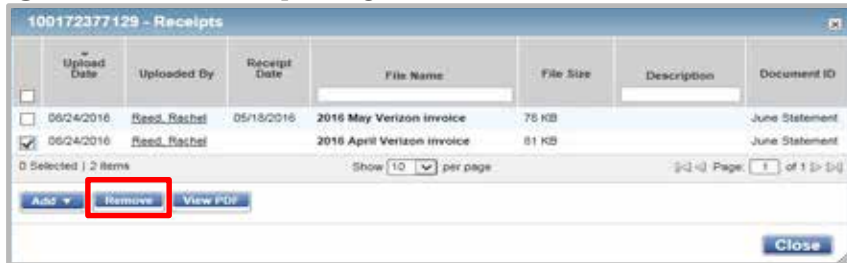 100172377129 - Receipts
Upload Date Uploaded By Receipt Date File Name File Size Description Document ID
06/24/2016 Reed, Rachel 05/18/2016 2016 May Verizon invoice 76 KB June Statement
06/24/2016 Reed, Rachel 2016 April Verizon invoice 81 KB June Statement
0 Selected | 2 items Show 10 per page Page: 1 of 1
Add Remove View PDF
Close